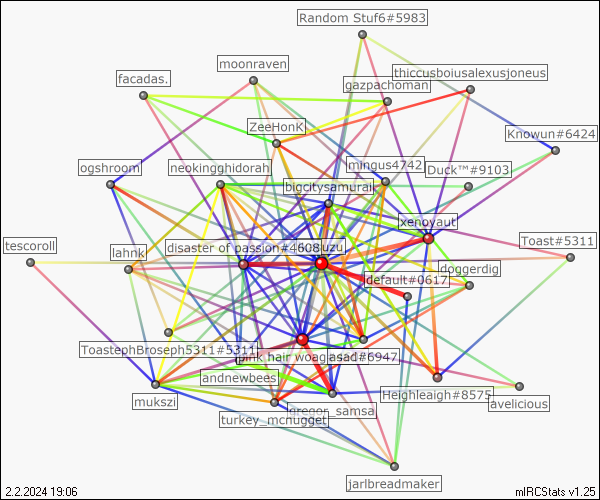 Random Stuf6#5983
moonraven
thiccusboiusalexusjoneus
facadas.
gazpachoman
ZeeHonK
Knowun#6424
mingus4742
ogshroom
neokingghidorah
Duck™#9103
bigcitysamurai
xenoyaut
tescoroll
lahnk
disaster of passion#4608
uzu
Toast#5311
doggerdig
default#0617
ToastephBroseph5311#5311
pink hair woag
asad#6947
andnewbees
Heighleaigh#8575
mukszi
gregor_samsa
avelicious
turkey_mcnugget
jarlbreadmaker
2.2.2024 19:06
mIRCStats v1.25